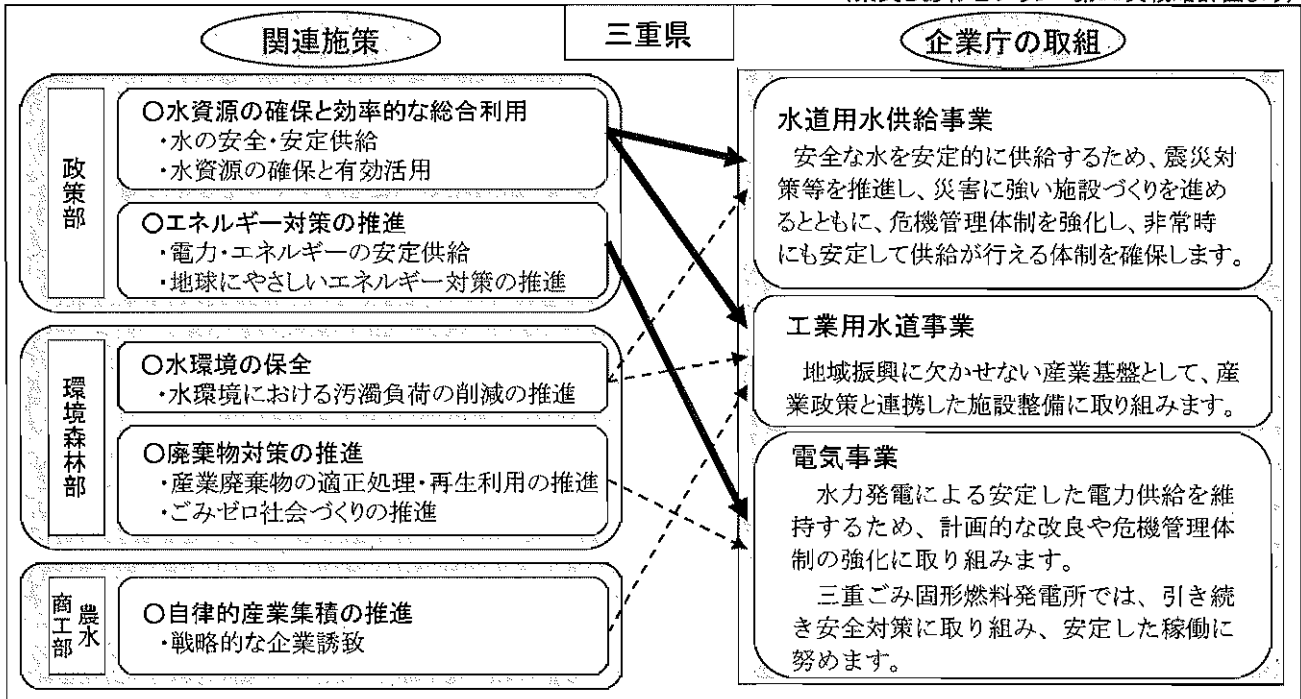 関連施策
三重県
企業庁の取組
政策部
○水資源の確保と効率的な総合利用
・水の安全・安定供給
・水資源の確保と有効活用
○エネルギー対策の推進
・電力・エネルギーの安定供給
・地球にやさしいエネルギー対策の推進
環境森林部
○水環境の保全
・水環境における汚濁負荷の削減の推進
○廃棄物対策の推進
・産業廃棄物の適正処理・再生利用の推進
・ごみゼロ社会づくりの推進
農水
商工部
○自律的産業集積の推進
・戦略的な企業誘致
水道用水供給事業
安全な水を安定的に供給するため、震災対
策等を推進し、災害に強い施設づくりを進め
るとともに、危機管理体制を強化し、非常時
にも安定して供給が行える体制を確保します。
工業用水道事業
地域振興に欠かせない産業基盤として、産
業政策と連携した施設整備に取り組みます。
電気事業
水力発電による安定した電力供給を維
持するため、計画的な改良や危機管理体
制の強化に取り組みます。
三重ごみ固形燃料発電所では、引き続
き安全対策に取り組み、安定した稼働に
努めます。